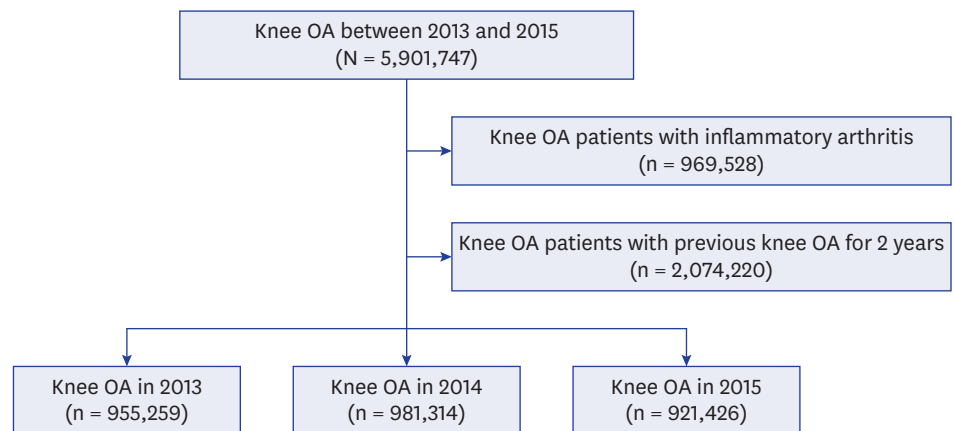 Knee OA between 2013 and 2015
(N = 5,901,747)
Knee OA patients with inflammatory arthritis
(n = 969,528)
Knee OA patients with previous knee OA for 2 years
(n = 2,074,220)
Knee OA in 2013
(n = 955,259)
Knee OA in 2014
(n = 981,314)
Knee OA in 2015
(n = 921,426)